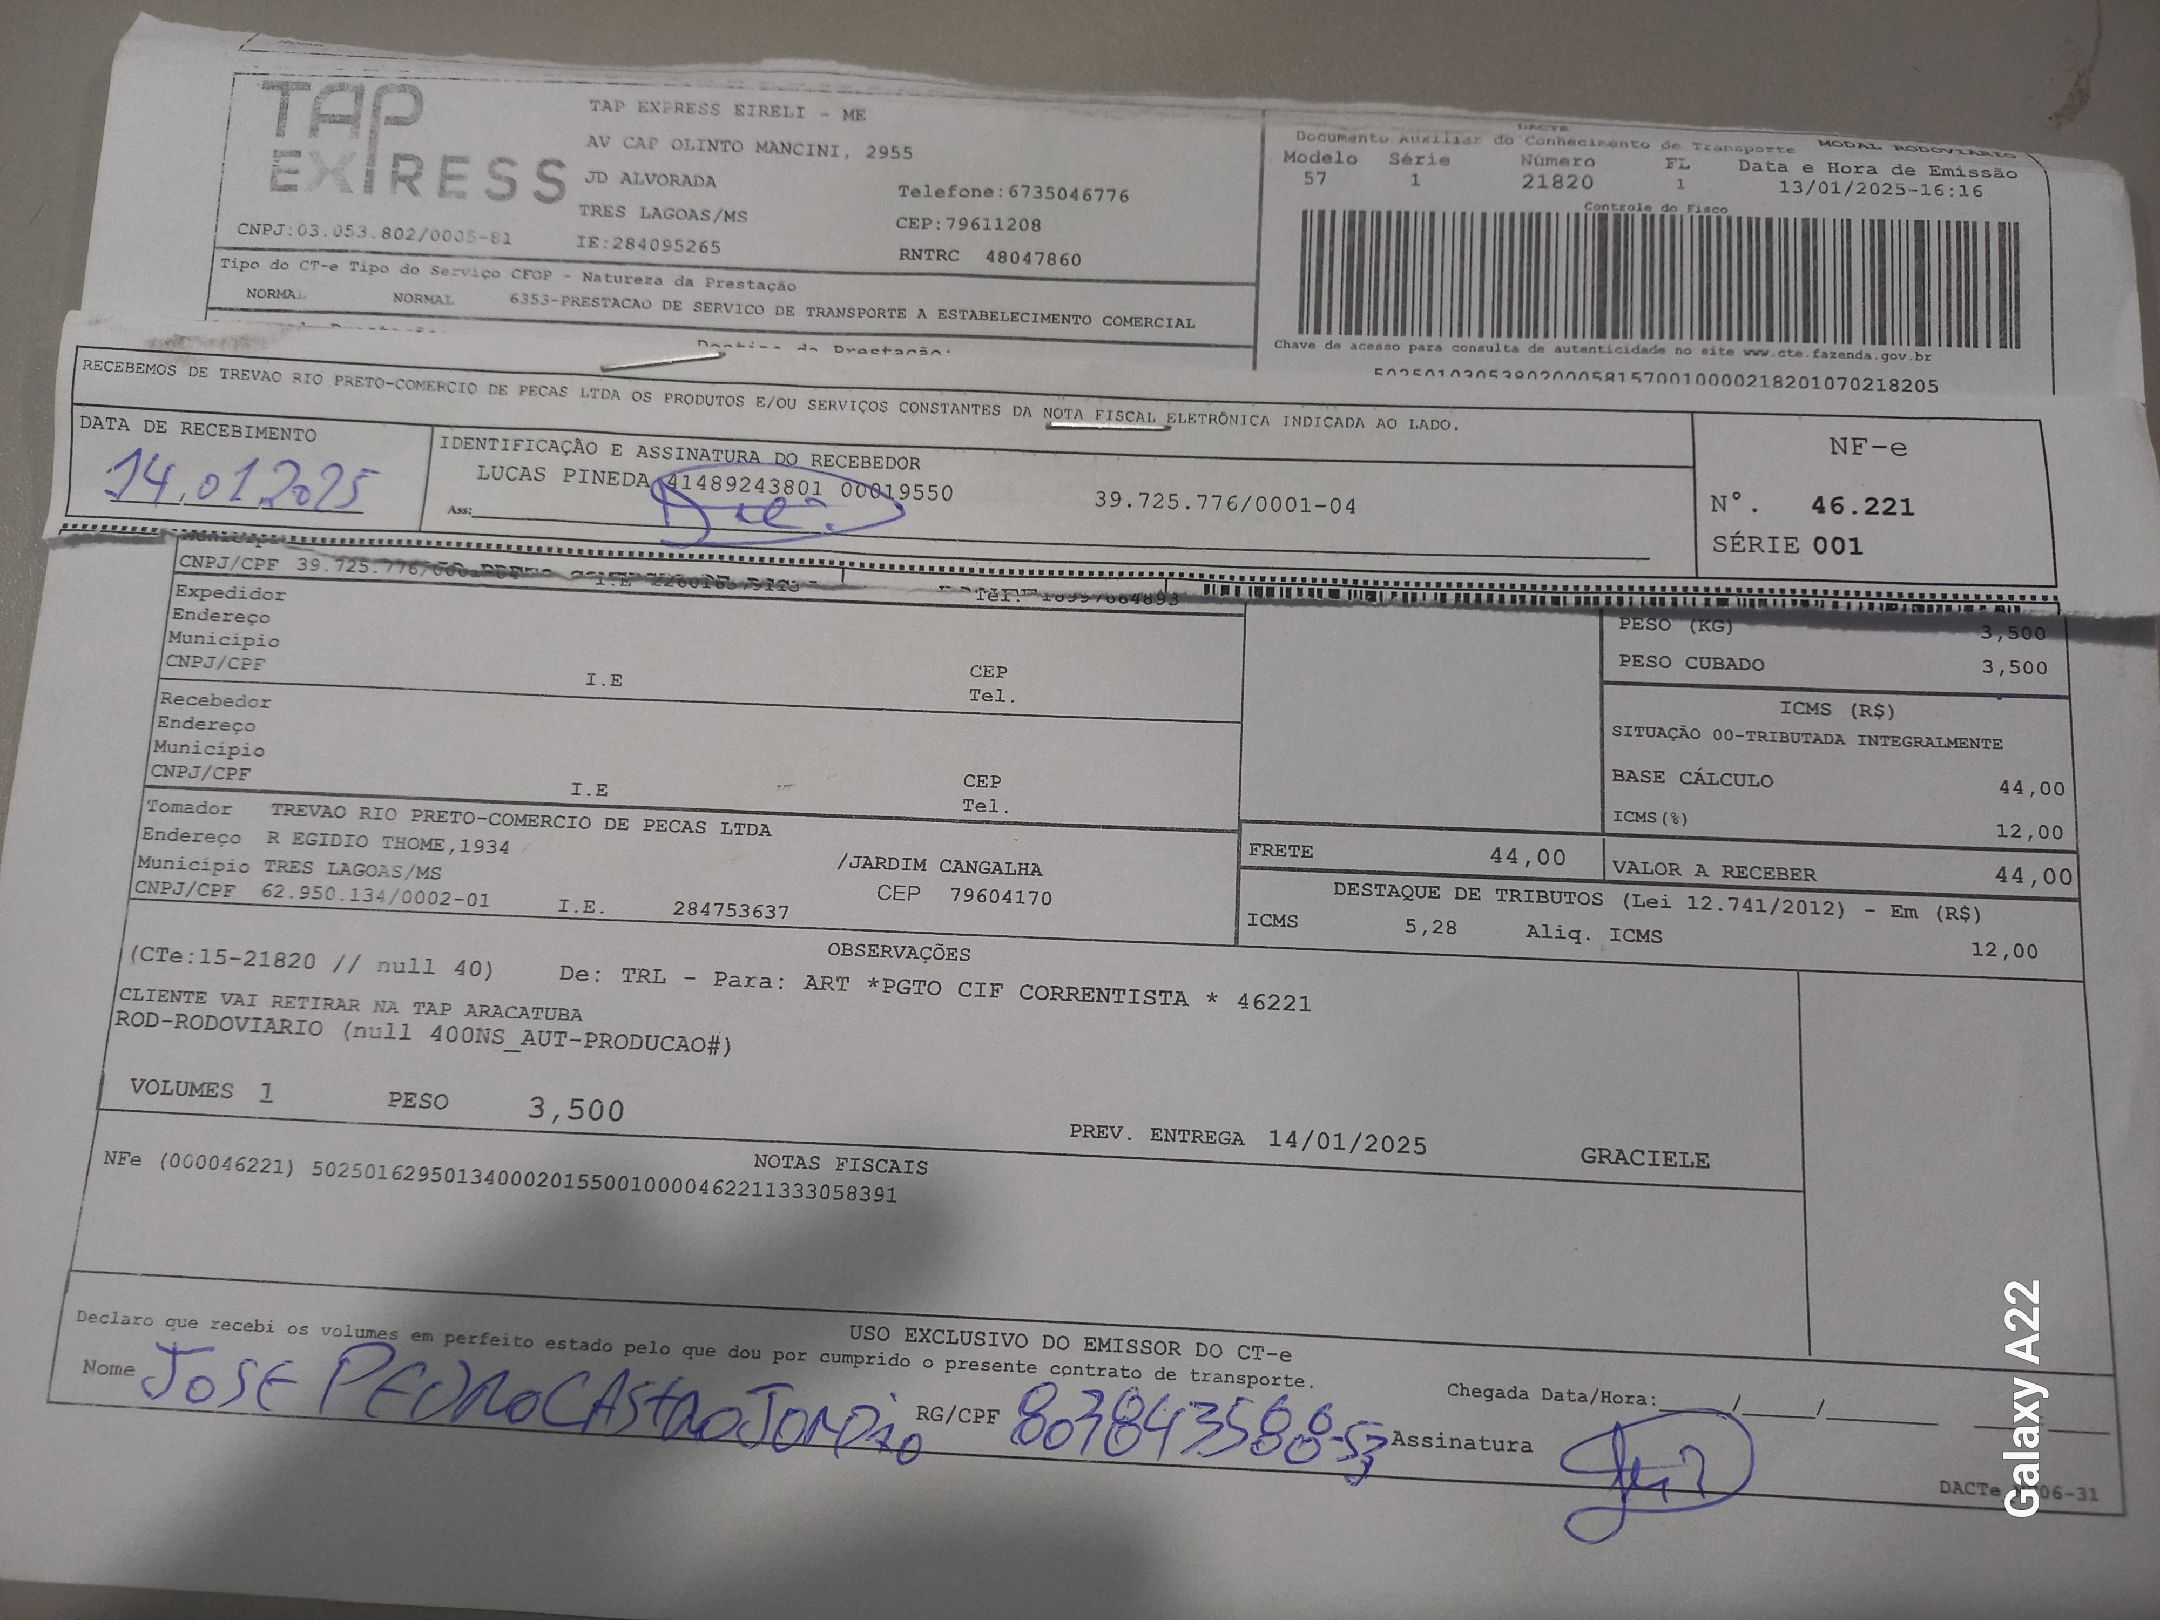 TAP
EXPRESS
TAP EXPRESS EIRELI - ME
AV CAP OLINTO MANCINI, 2955
JD ALVORADA
Telefone:6735046776
TRES LAGOAS/MS
CEP:79611208
CNPJ:03.053.802/0005-81
IE:284095265
RNTRC 48047860
DACTE
Documento Auxiliar do Conhecimento de Transporte MODAL RODOVIARIO
Modelo Série Número FL Data e Hora de Emissão
57 1 21820 1 13/01/2025-16:16
Controle do Fisco
Chave de acesso para consulta de autenticidade no site www.cte.fazenda.gov.br
50250103053802000581570010000218201070218205
Tipo do CT-e Tipo do Serviço CFOP - Natureza da Prestação
NORMAL NORMAL 6353-PRESTACAO DE SERVICO DE TRANSPORTE A ESTABELECIMENTO COMERCIAL
RECEBEMOS DE TREVAO RIO PRETO-COMERCIO DE PECAS LTDA OS PRODUTOS E/OU SERVIÇOS CONSTANTES DA NOTA FISCAL ELETRÔNICA INDICADA AO LADO.
DATA DE RECEBIMENTO
14.01.2025
IDENTIFICAÇÃO E ASSINATURA DO RECEBEDOR
LUCAS PINEDA 41489243801 00019550 39.725.776/0001-04
Ass:
NF-e
Nº. 46.221
SÉRIE 001
CNPJ/CPF
Expedidor
Endereço
Município
CNPJ/CPF I.E CEP
Tel.
Recebedor
Endereço
Município
CNPJ/CPF I.E CEP
Tel.
Tomador TREVAO RIO PRETO-COMERCIO DE PECAS LTDA
Endereço R EGIDIO THOME,1934 /JARDIM CANGALHA
Município TRES LAGOAS/MS CEP 79604170
CNPJ/CPF 62.950.134/0002-01 I.E. 284753637
PESO (KG) 3,500
PESO CUBADO 3,500
ICMS (R$)
SITUAÇÃO 00-TRIBUTADA INTEGRALMENTE
BASE CÁLCULO 44,00
ICMS(%) 12,00
FRETE 44,00 VALOR A RECEBER 44,00
DESTAQUE DE TRIBUTOS (Lei 12.741/2012) - Em (R$)
ICMS 5,28 Aliq. ICMS 12,00
OBSERVAÇÕES
(CTe:15-21820 // null 40) De: TRL - Para: ART *PGTO CIF CORRENTISTA * 46221
CLIENTE VAI RETIRAR NA TAP ARACATUBA
ROD-RODOVIARIO (null 400NS_AUT-PRODUCAO#)
VOLUMES 1 PESO 3,500
PREV. ENTREGA 14/01/2025 GRACIELE
NOTAS FISCAIS
NFe (000046221) 50250162950134000201550010000462211333058391
USO EXCLUSIVO DO EMISSOR DO CT-e
Declaro que recebi os volumes em perfeito estado pelo que dou por cumprido o presente contrato de transporte.
Nome JOSE PEDRO CASTRO JORDÃO RG/CPF Assinatura
Chegada Data/Hora:
DACTe 06-31
Galaxy A22